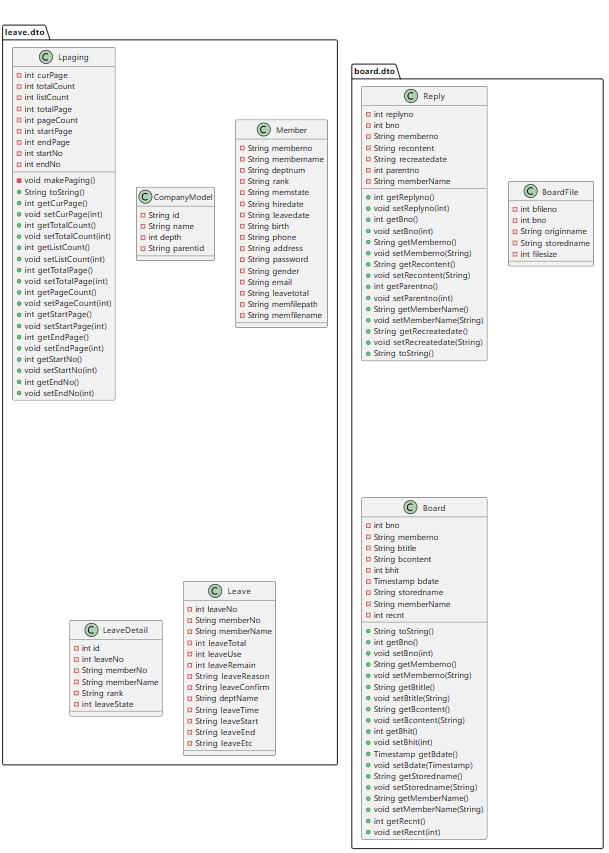 leave.dto
C Lpaging
int curPage
int totalCount
int listCount
int totalPage
int pageCount
int startPage
int endPage
int startNo
int endNo
void makePaging()
String toString()
int getCurPage()
void setCurPage(int)
int getTotalCount()
void setTotalCount(int)
int getListCount()
void setListCount(int)
int getTotalPage()
void setTotalPage(int)
int getPageCount()
void setPageCount(int)
int getStartPage()
void setStartPage(int)
int getEndPage()
void setEndPage(int)
int getStartNo()
void setStartNo(int)
int getEndNo()
void setEndNo(int)
C CompanyModel
String id
String name
int depth
String parentid
C Member
String memberno
String membername
String deptnum
String rank
String memstate
String hiredate
String leavedate
String birth
String phone
String address
String password
String gender
String email
String leavetotal
String memfilepath
String memfilename
C LeaveDetail
int id
int leaveNo
String memberNo
String memberName
String rank
int leaveState
C Leave
int leaveNo
String memberNo
String memberName
int leaveTotal
int leaveUse
int leaveRemain
String leaveReason
String leaveConfirm
String deptName
String leaveTime
String leaveStart
String leaveEnd
String leaveEtc
board.dto
C Reply
int replyno
int bno
String memberno
String recontent
String recreatedate
int parentno
String memberName
int getReplyno()
void setReplyno(int)
int getBno()
void setBno(int)
String getMemberno()
void setMemberno(String)
String getRecontent()
void setRecontent(String)
int getParentno()
void setParentno(int)
String getMemberName()
void setMemberName(String)
String getRecreatedate()
void setRecreatedate(String)
String toString()
C BoardFile
int bfileno
int bno
String originname
String storedname
int filesize
C Board
int bno
String memberno
String btitle
String bcontent
int bhit
Timestamp bdate
String storedname
String memberName
int recnt
String toString()
int getBno()
void setBno(int)
String getMemberno()
void setMemberno(String)
String getBtitle()
void setBtitle(String)
String getBcontent()
void setBcontent(String)
int getBhit()
void setBhit(int)
Timestamp getBdate()
void setBdate(Timestamp)
String getStoredname()
void setStoredname(String)
String getMemberName()
void setMemberName(String)
int getRecnt()
void setRecnt(int)